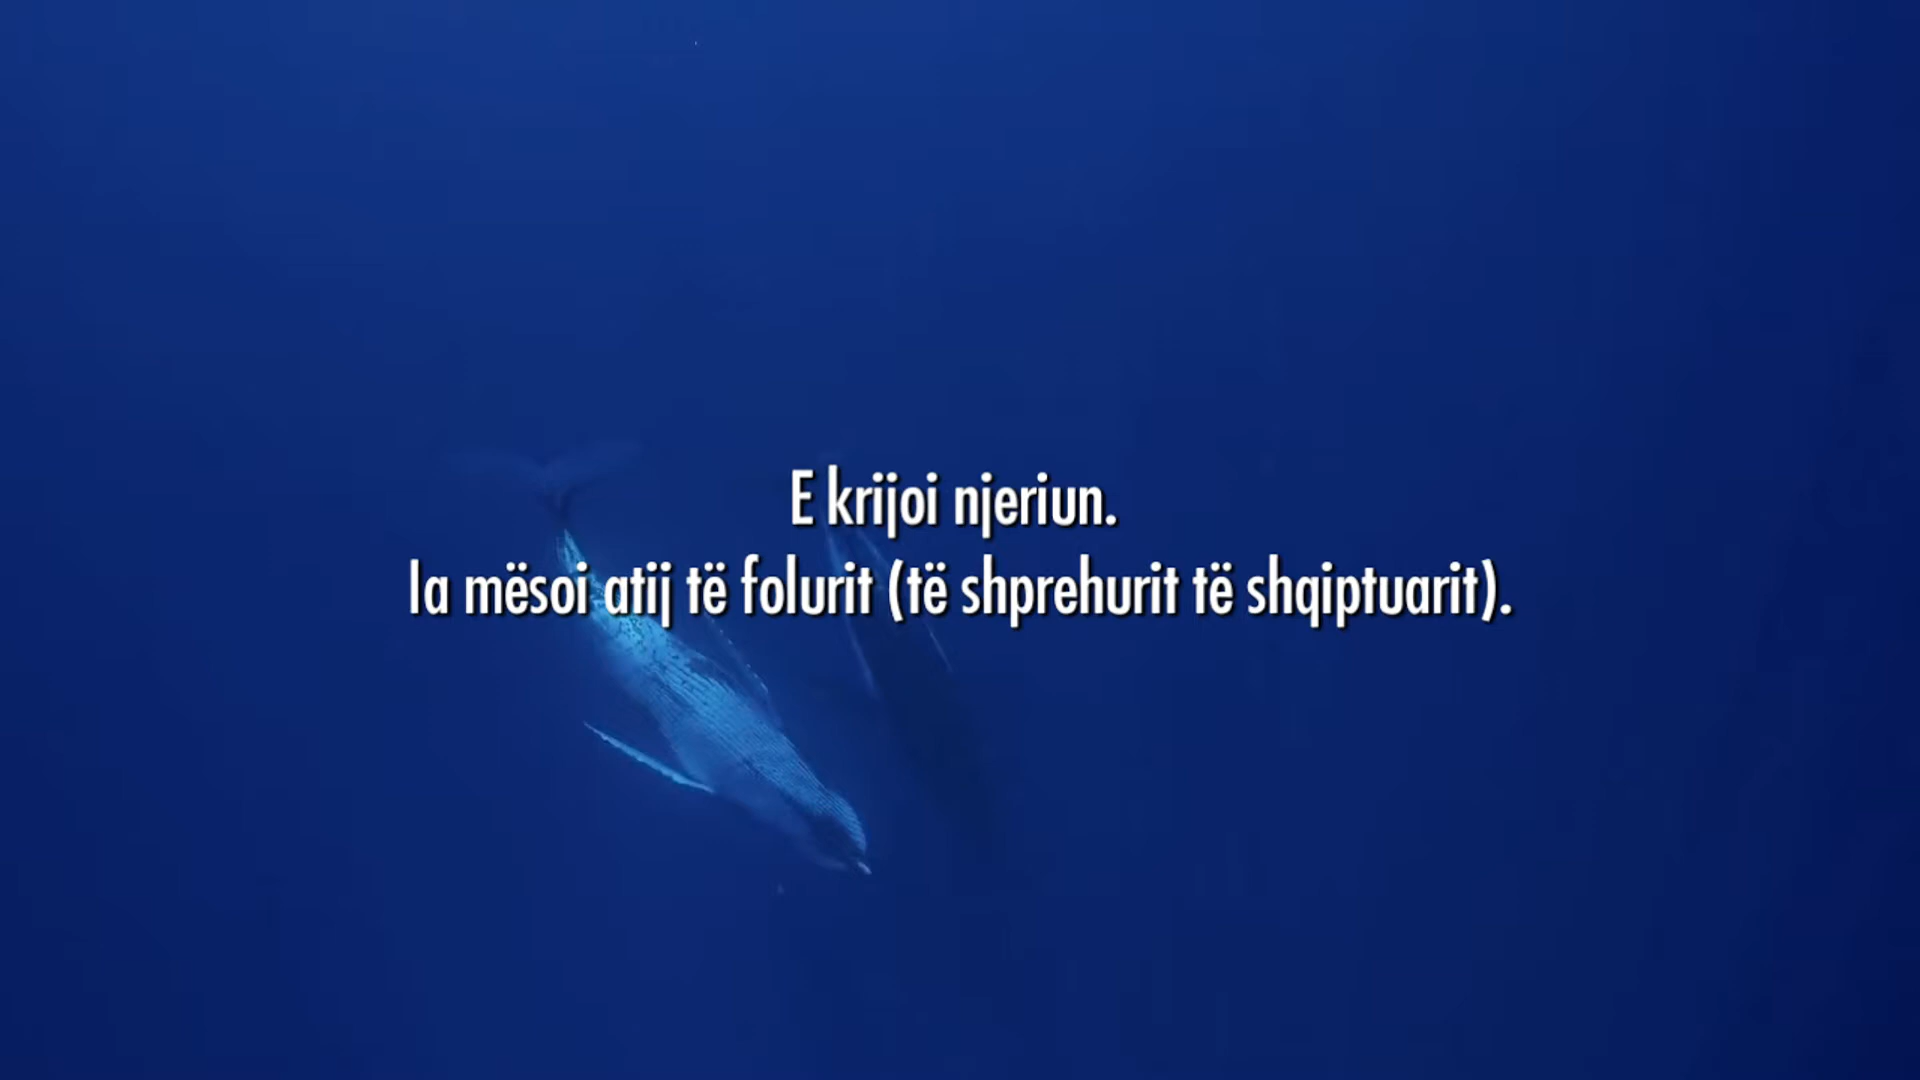 E krijoi njeriun.
Ia mësoi atij të folurit (të shprehurit të shqiptuarit).